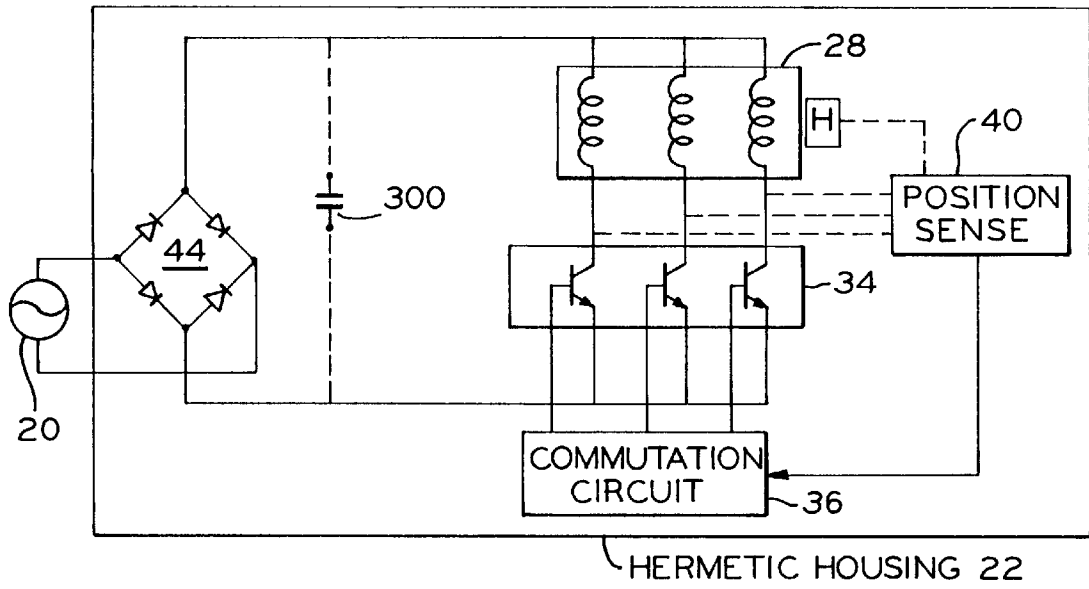 28
H
40
POSITION
SENSE
300
44
34
20
COMMUTATION
CIRCUIT
36
HERMETIC HOUSING 22